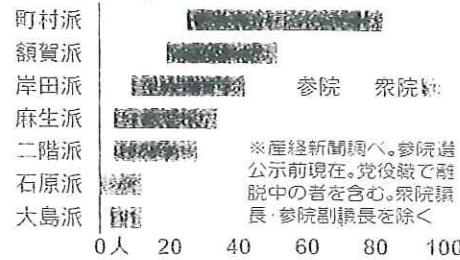 町村派
額賀派
岸田派 参院 衆院
麻生派
二階派
石原派
大島派
※産経新聞調べ。参院選
公示前現在。党役職で離
脱中の者を含む。衆院議
長・参院副議長を除く
0人 20 40 60 80 100